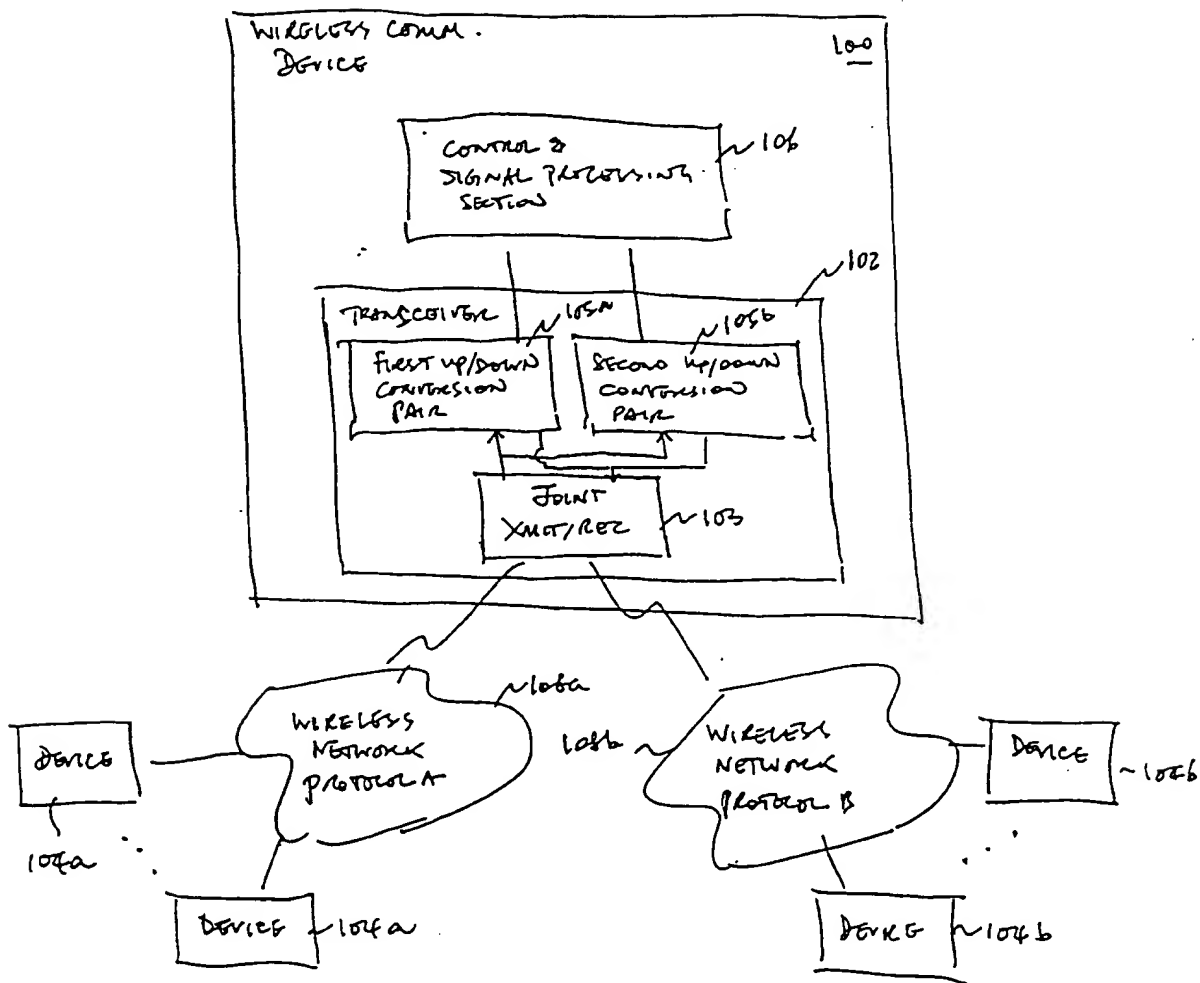 WIRELESS COMM.
DEVICE
100
CONTROL &
SIGNAL PROCESSING
SECTION
106
102
TRANSCEIVER
105a
105b
FIRST UP/DOWN
CONVERSION
PAIR
SECOND UP/DOWN
CONVERSION
PAIR
JOINT
XMIT/REC
103
108a
WIRELESS
NETWORK
PROTOCOL A
108b
WIRELESS
NETWORK
PROTOCOL B
DEVICE
104a
DEVICE
104b
DEVICE
104a
DEVICE
104b